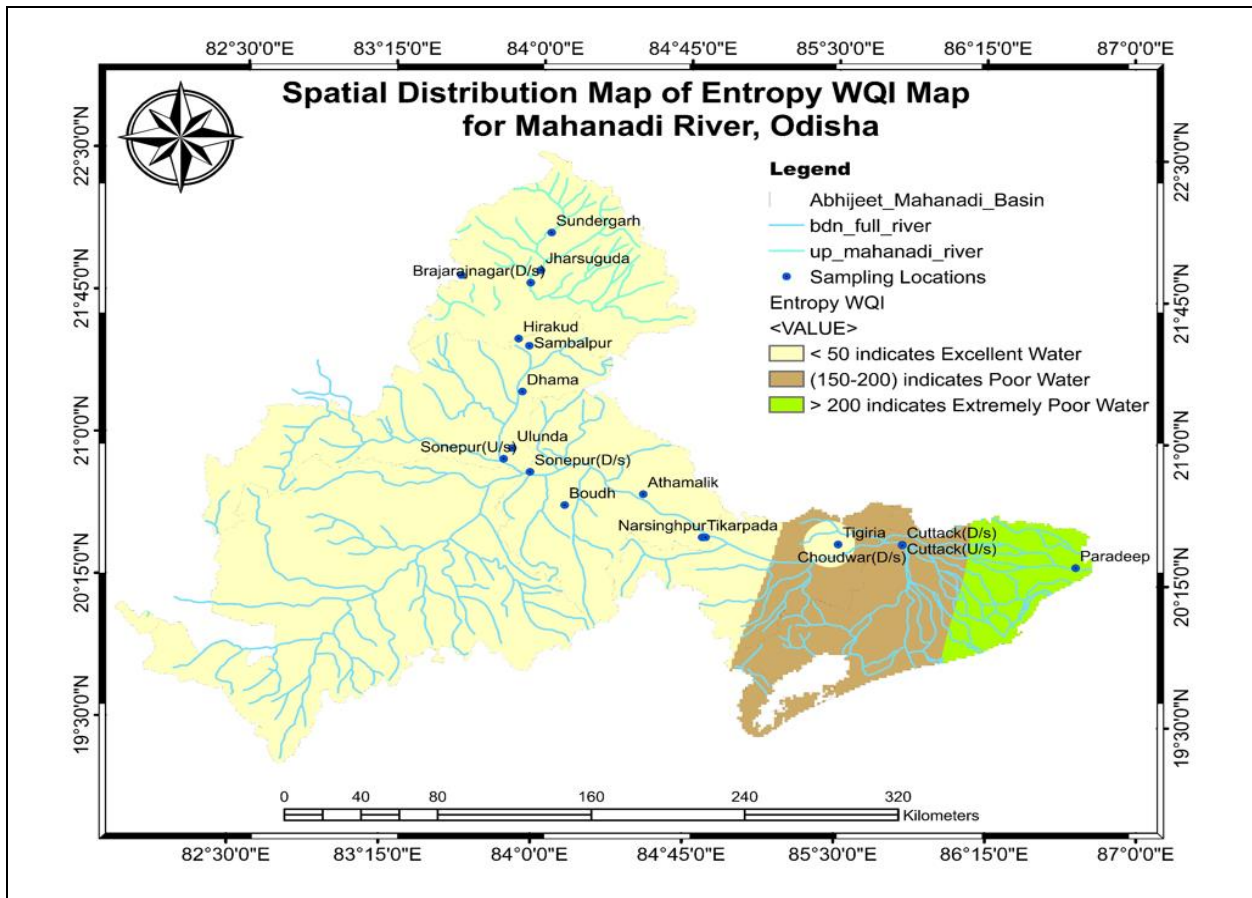 82°30'0"E 83°15'0"E 84°0'0"E 84°45'0"E 85°30'0"E 86°15'0"E 87°0'0"E
Spatial Distribution Map of Entropy WQI Map
for Mahanadi River, Odisha
22°30'0"N
21°45'0"N
21°0'0"N
20°15'0"N
19°30'0"N
22°30'0"N
21°45'0"N
21°0'0"N
20°15'0"N
19°30'0"N
Legend
Abhijeet_Mahanadi_Basin
bdn_full_river
up_mahanadi_river
Sampling Locations
Entropy WQI
<VALUE>
< 50 indicates Excellent Water
(150-200) indicates Poor Water
> 200 indicates Extremely Poor Water
Sundergarh
Jharsuguda
Brajarajnagar(D/s)
Hirakud
Sambalpur
Dhama
Ulunda
Sonepur(U/s)
Sonepur(D/s)
Boudh
Athamalik
NarsinghpurTikarpada
Tigiria
Choudwar(D/s)
Cuttack(D/s)
Cuttack(U/s)
Paradeep
0 40 80 160 240 320
Kilometers
82°30'0"E 83°15'0"E 84°0'0"E 84°45'0"E 85°30'0"E 86°15'0"E 87°0'0"E